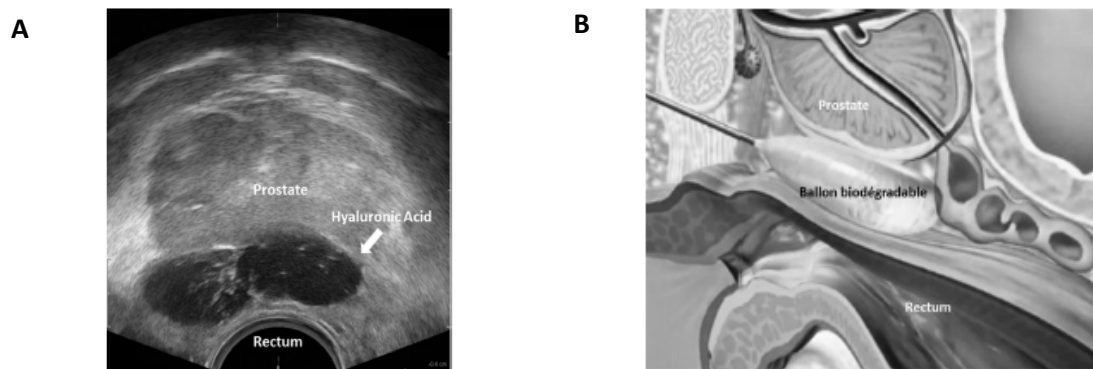 A
B
Prostate
Hyaluronic Acid
Rectum
Prostate
Ballon biodégradable
Rectum